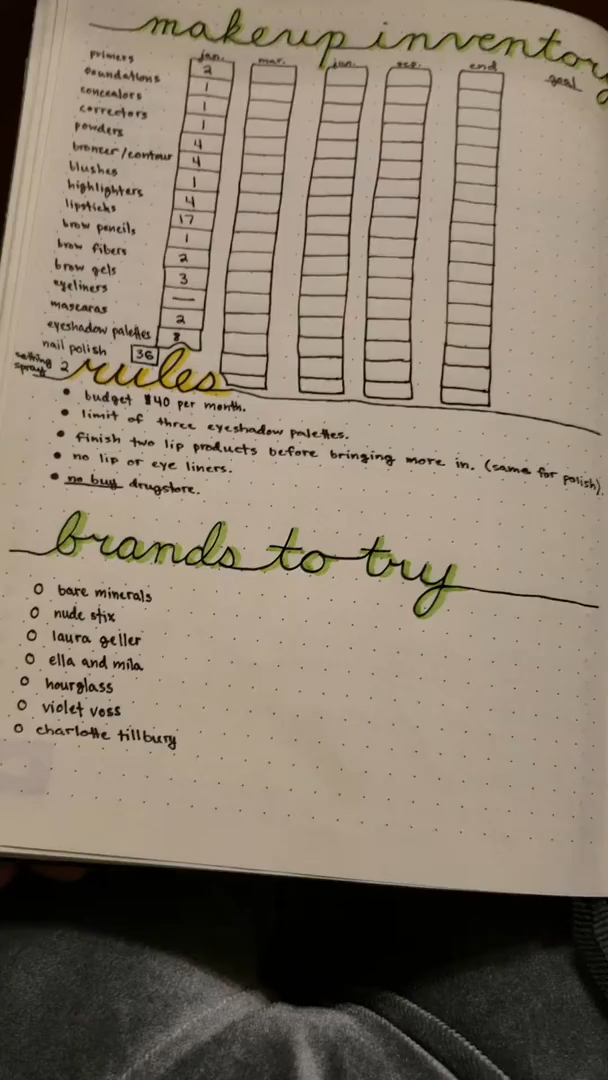 makeup inventory
jan. mar. jun. sep. end goal
primers 2
foundations 1
concealors 1
correctors 1
powders 4
bronzer/contour 4
blushes 1
highlighters 4
lipsticks 17
brow pencils 1
brow fibers 2
brow gels 3
eyeliners —
mascaras 2
eyeshadow palettes 8
nail polish 36
setting spray 2
rules
• budget $40 per month.
• limit of three eyeshadow palettes.
• finish two lip products before bringing more in. (same for polish).
• no lip or eye liners.
• no buy drugstore.
brands to try
o bare minerals
o nude stix
o laura geller
o ella and mila
o hourglass
o violet voss
o charlotte tillbury